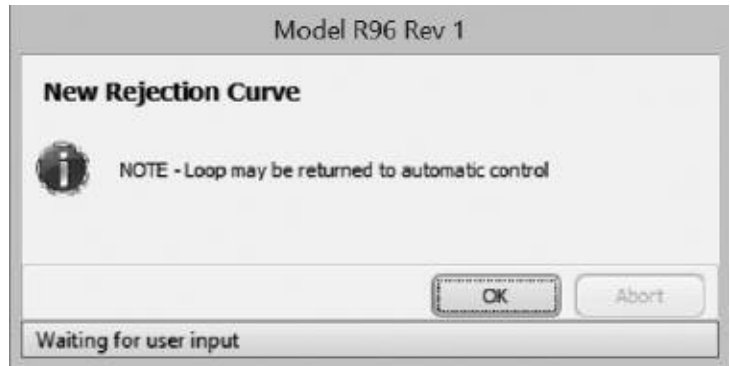 Model R96 Rev 1
New Rejection Curve
NOTE - Loop may be returned to automatic control
OK
Abort
Waiting for user input